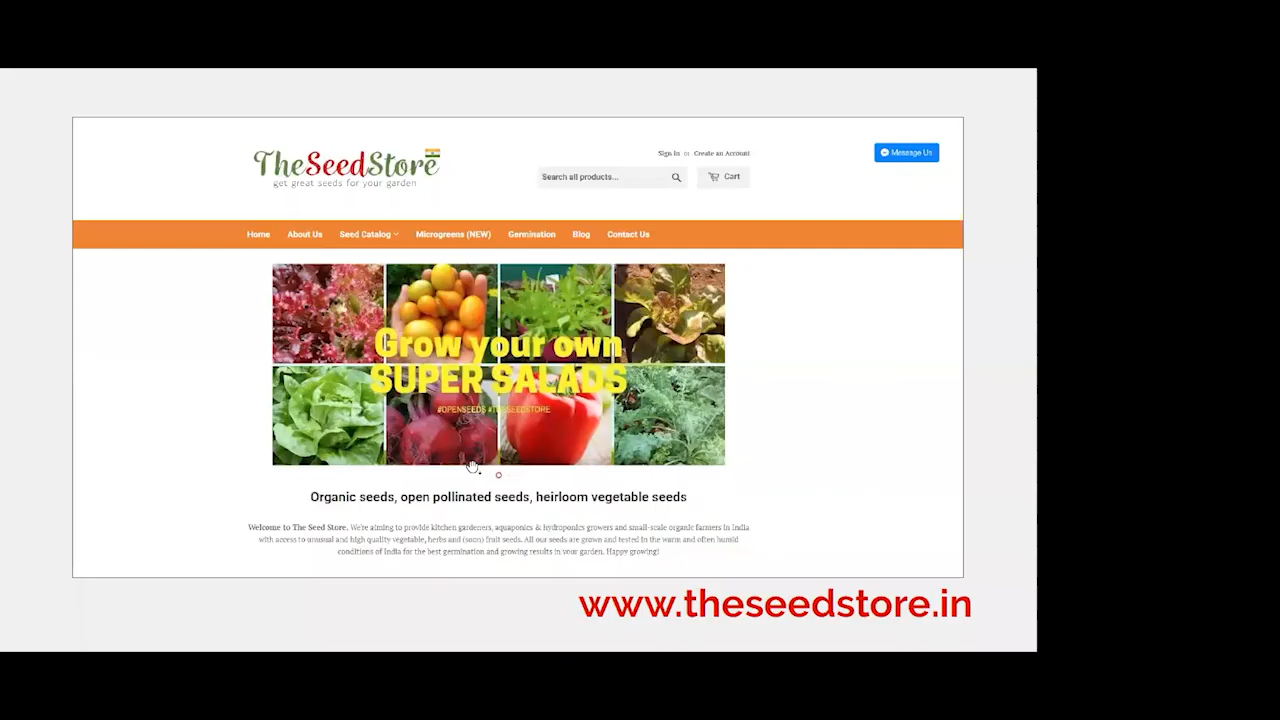 TheSeedStore
get great seeds for your garden
Sign in or Create an Account
Message Us
Search all products...
Cart
Home About Us Seed Catalog Microgreens (NEW) Germination Blog Contact Us
Grow your own
SUPER SALADS
#OPENSEEDS #THESEEDSTORE
Organic seeds, open pollinated seeds, heirloom vegetable seeds
Welcome to The Seed Store. We're aiming to provide kitchen gardeners, aquaponics & hydroponics growers and small-scale organic farmers in India
with access to unusual and high quality vegetable, herbs and (soon) fruit seeds. All our seeds are grown and tested in the warm and often humid
conditions of India for the best germination and growing results in your garden. Happy growing!
www.theseedstore.in